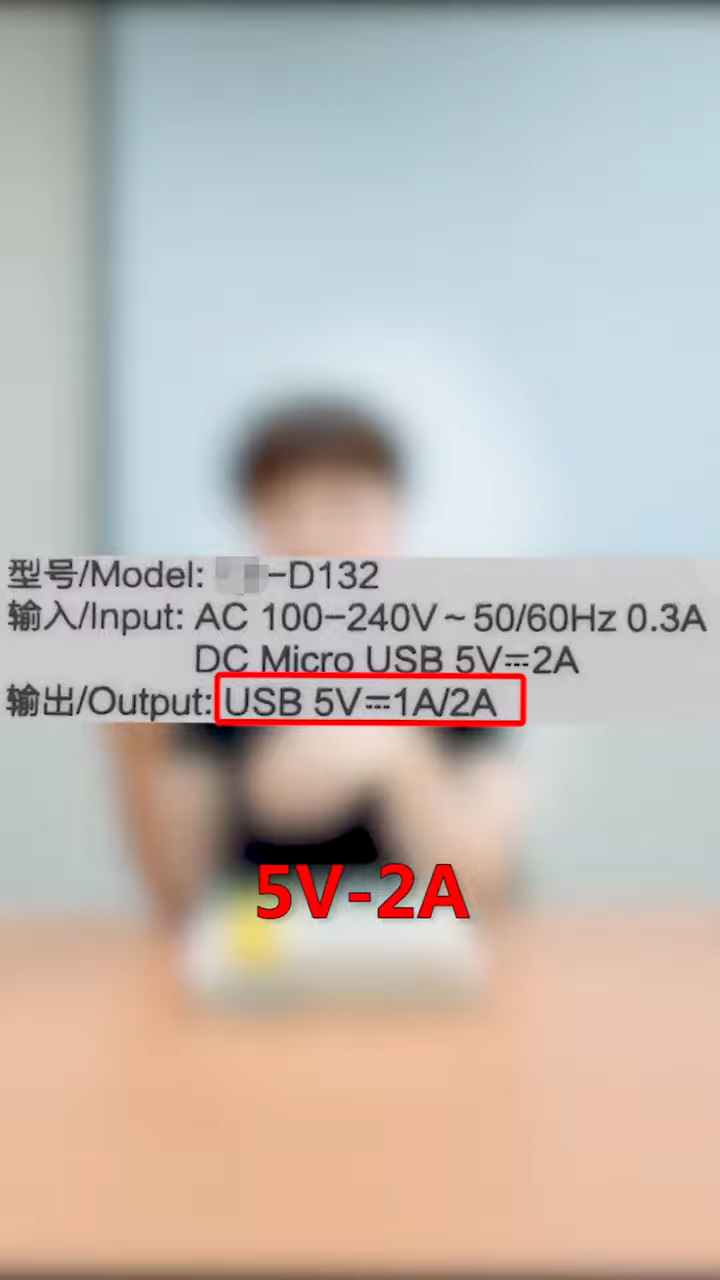 型号/Model: -D132
输入/Input: AC 100-240V~50/60Hz 0.3A
DC Micro USB 5V⎓2A
输出/Output: USB 5V⎓1A/2A
5V-2A